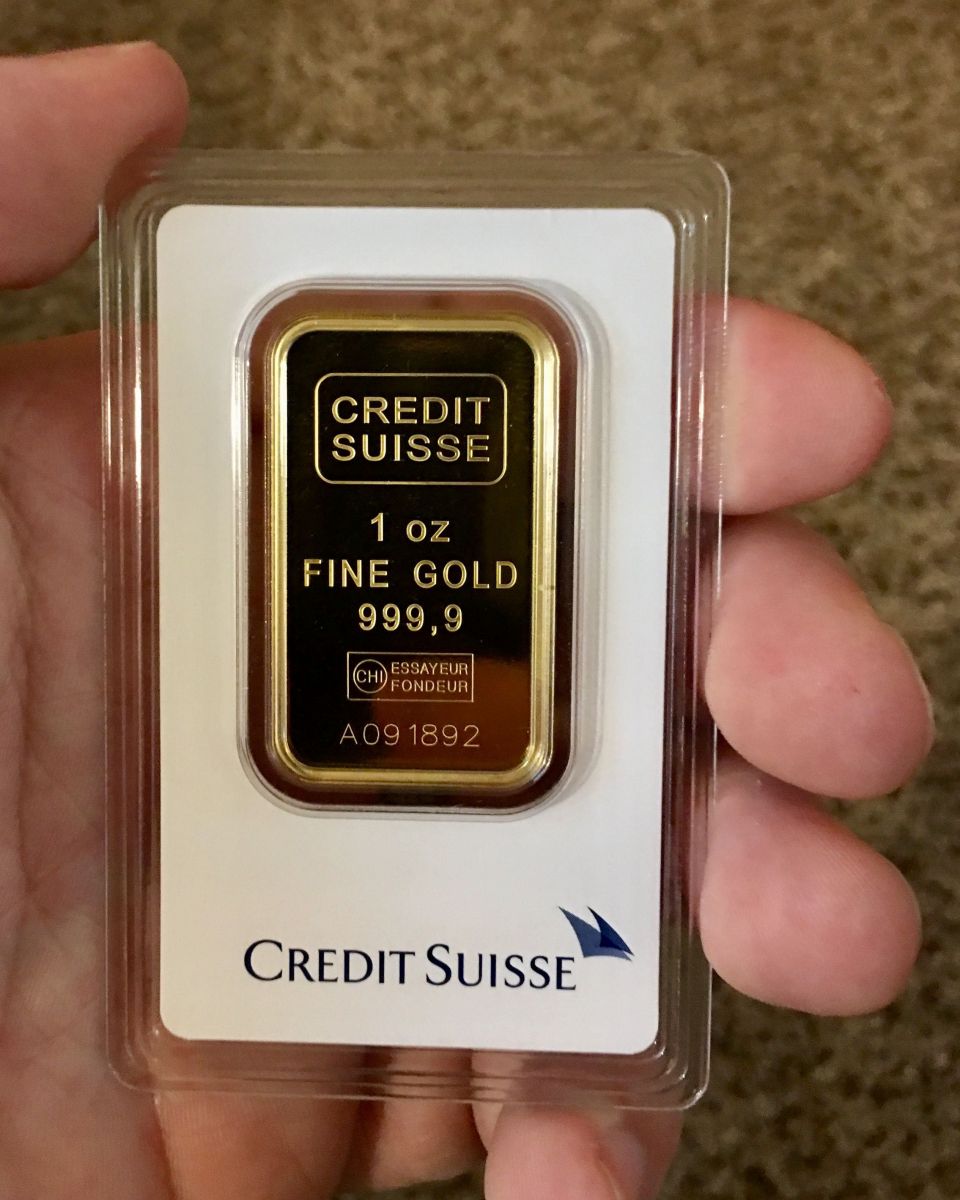 CREDIT
SUISSE
1 oz
FINE GOLD
999,9
CHI ESSAYEUR
FONDEUR
A091892
CREDIT SUISSE